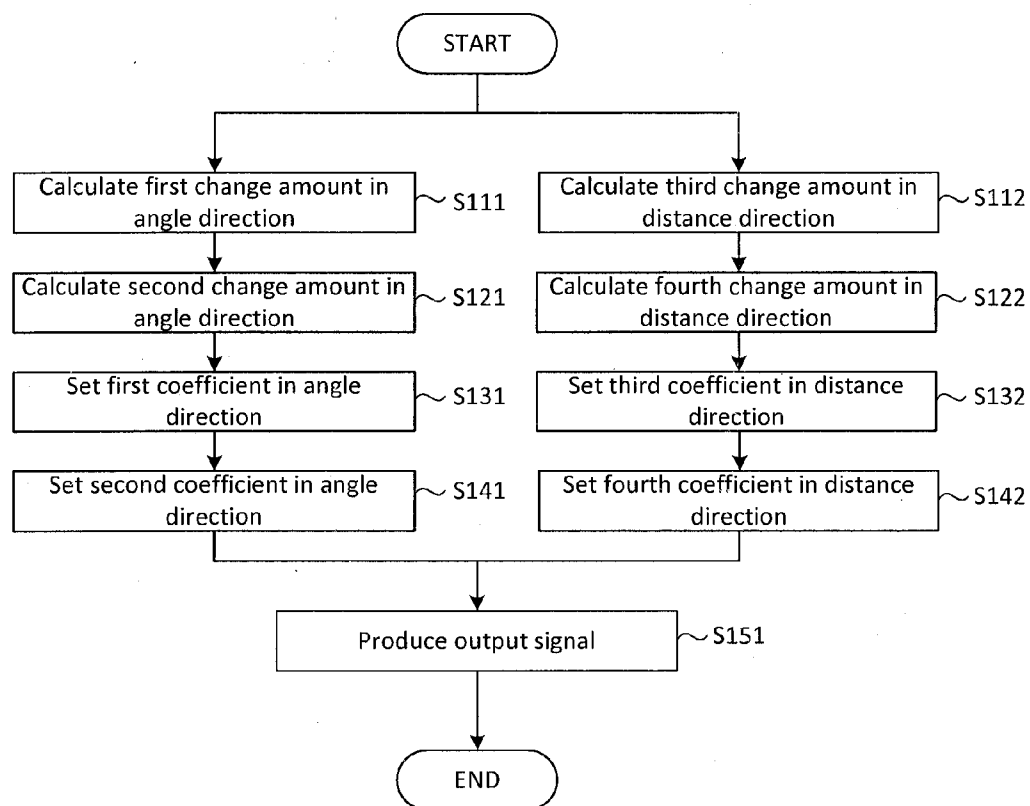 START
Calculate first change amount in
angle direction
S111
Calculate third change amount in
distance direction
S112
Calculate second change amount in
angle direction
S121
Calculate fourth change amount in
distance direction
S122
Set first coefficient in angle
direction
S131
Set third coefficient in distance
direction
S132
Set second coefficient in angle
direction
S141
Set fourth coefficient in distance
direction
S142
Produce output signal
S151
END